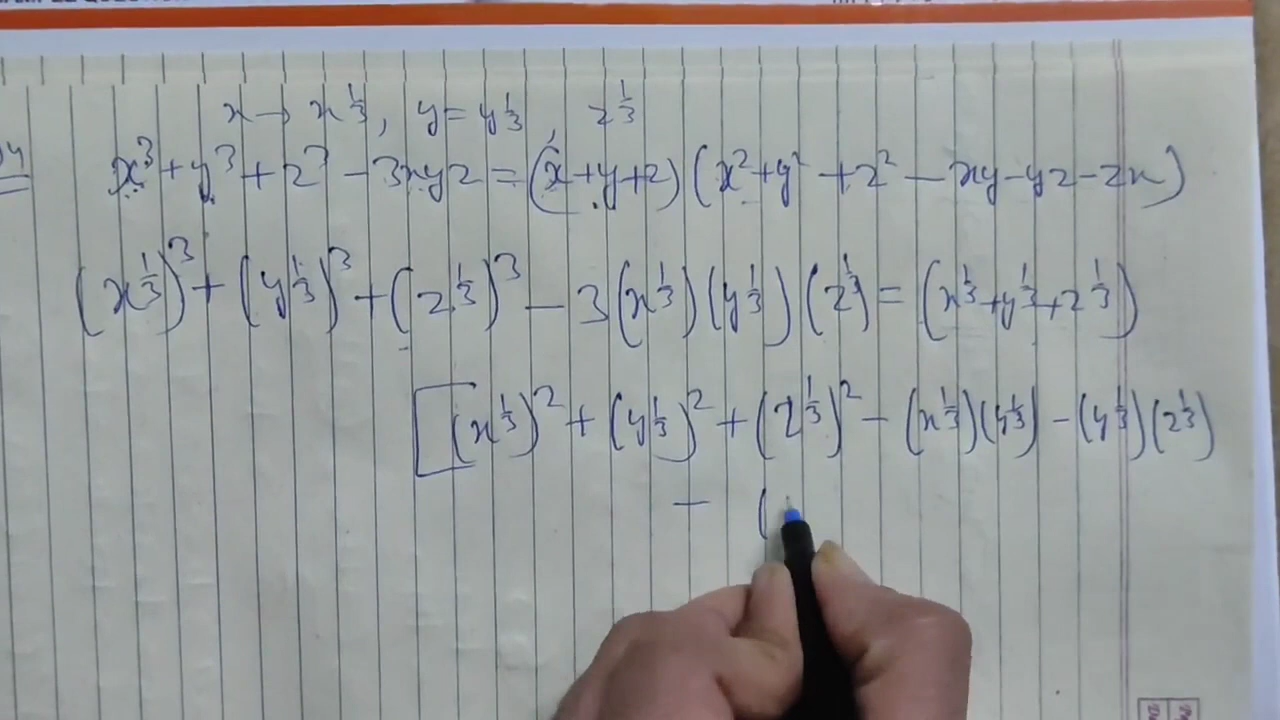 x → x^{1/3}, y = y^{1/3} z^{1/3}
x³ + y³ + z³ - 3xyz = (x + y + z) (x² + y² + z² - xy - yz - zx)
(x^{1/3})³ + (y^{1/3})³ + (z^{1/3})³ - 3(x^{1/3})(y^{1/3})(z^{1/3}) = (x^{1/3} + y^{1/3} + z^{1/3})
[(x^{1/3})² + (y^{1/3})² + (z^{1/3})² - (x^{1/3})(y^{1/3}) - (y^{1/3})(z^{1/3})
- (